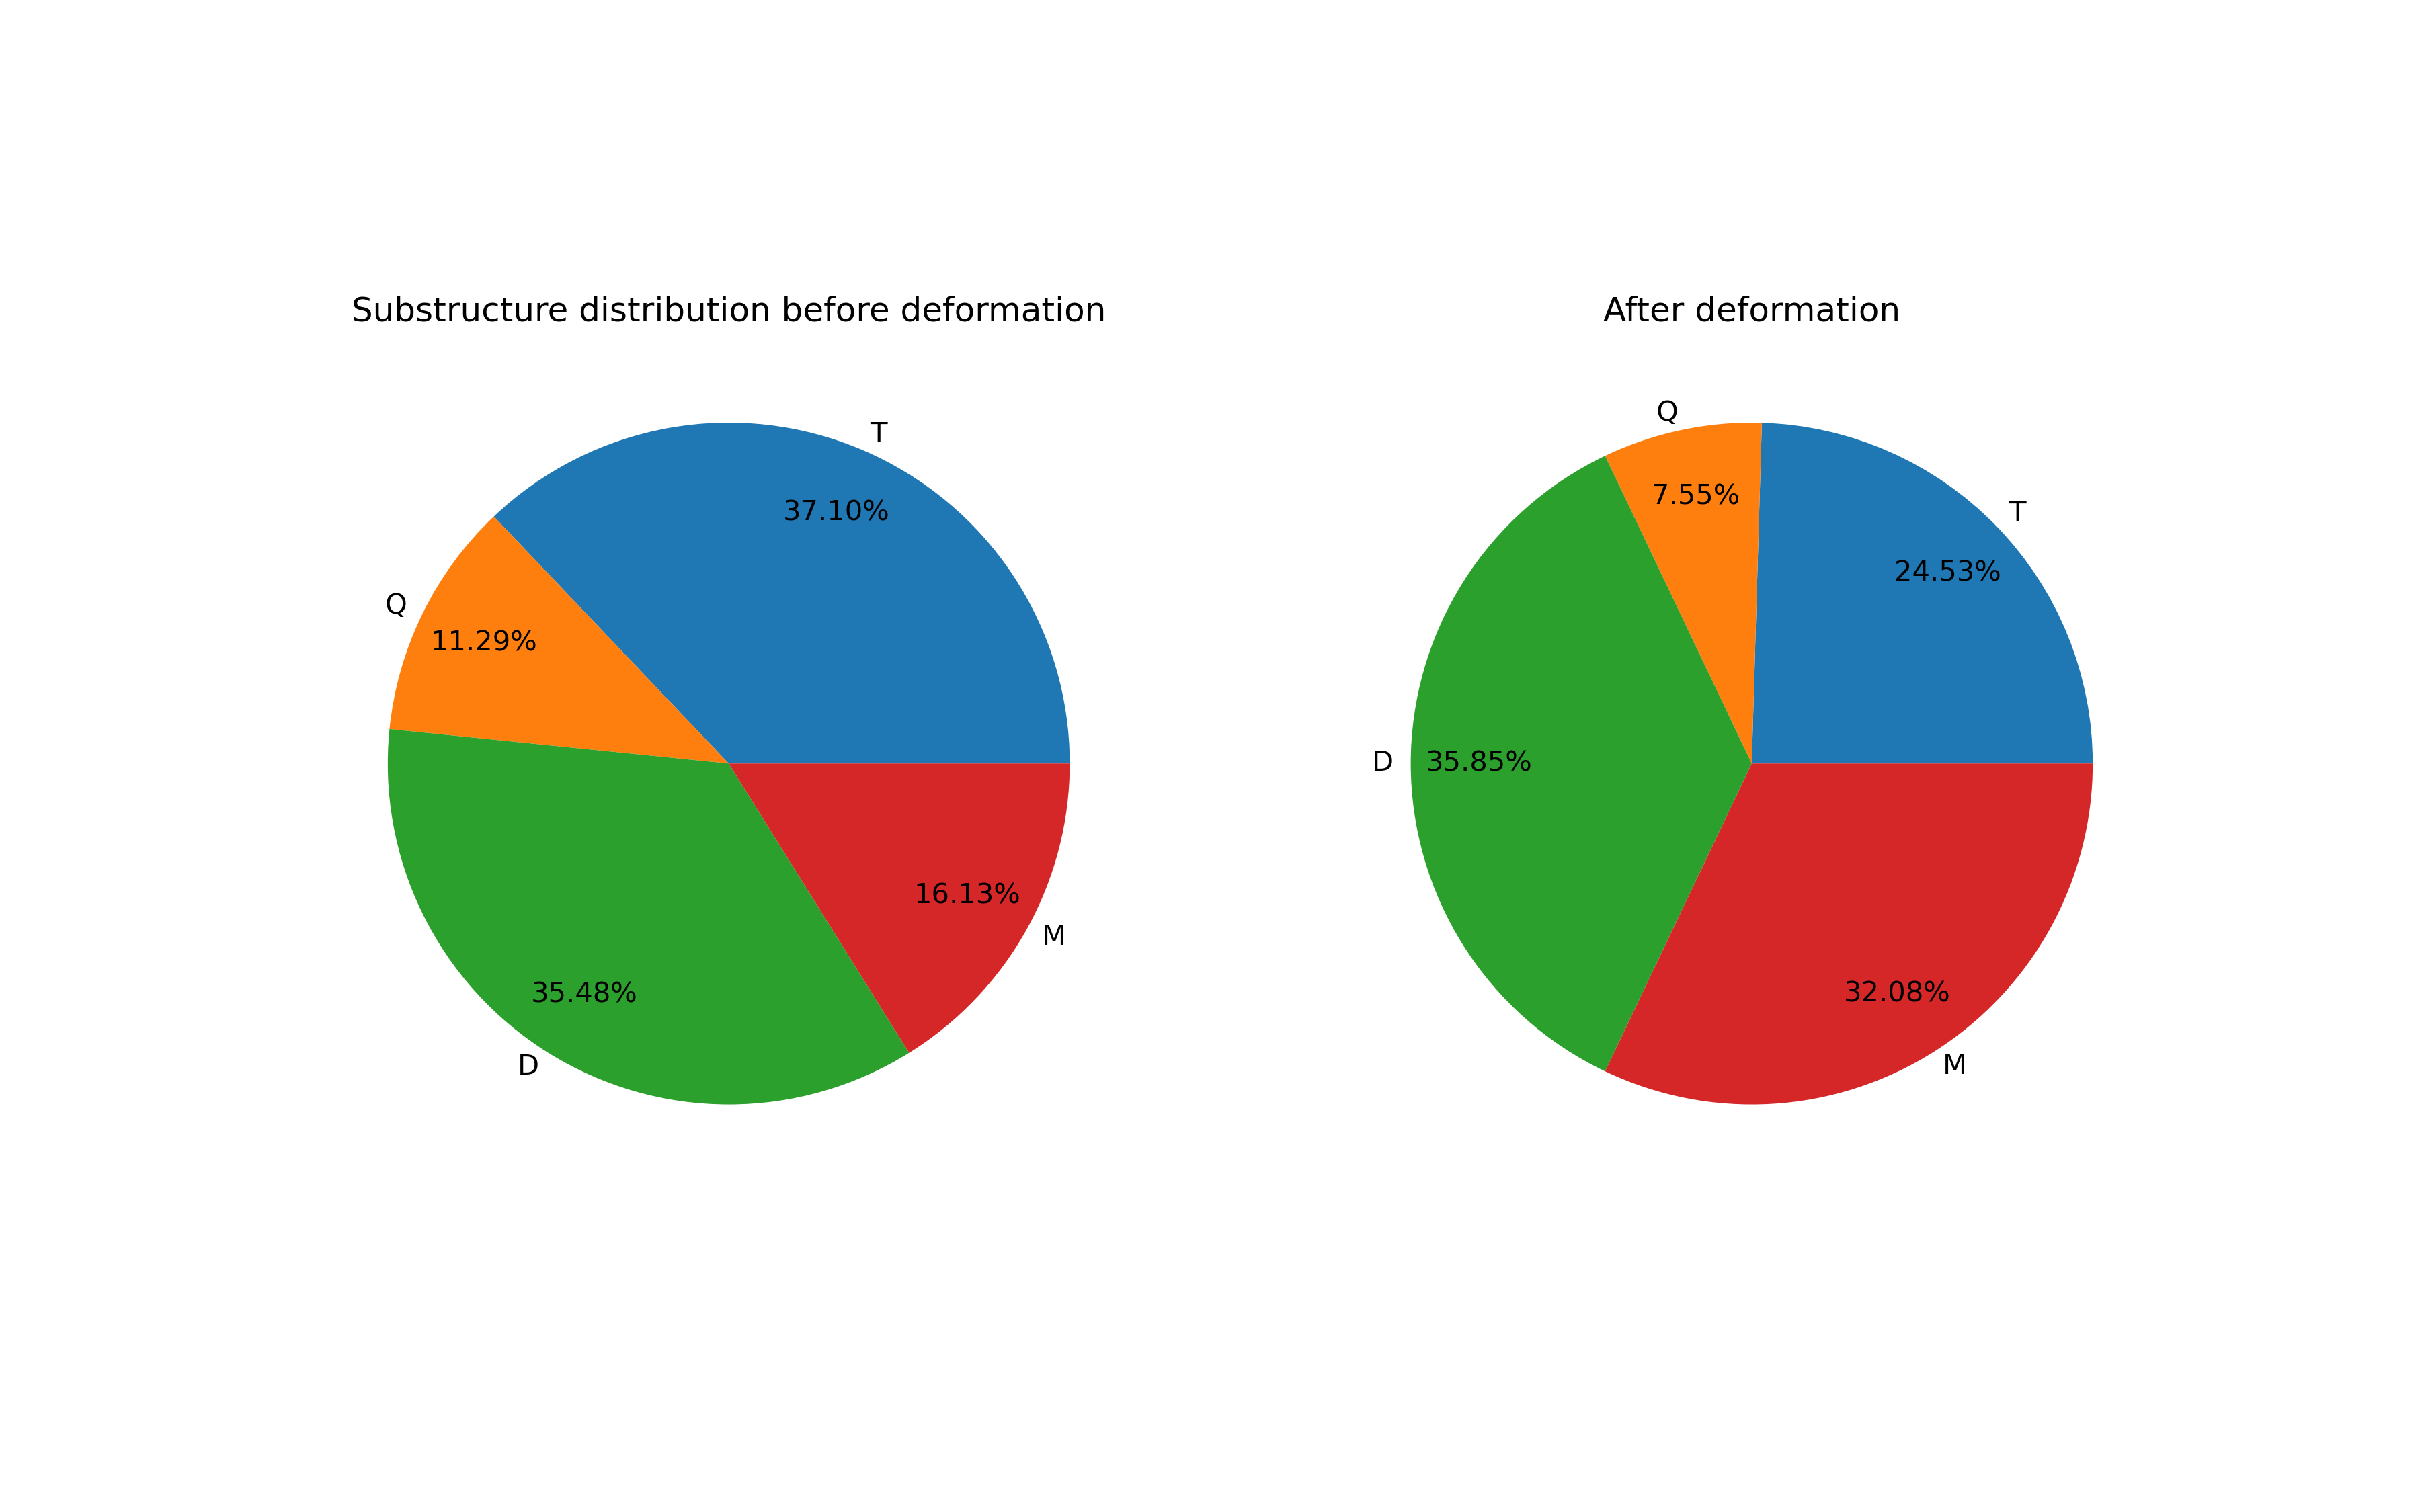 Substructure distribution before deformation
T
37.10%
Q
11.29%
D
35.48%
M
16.13%
After deformation
T
24.53%
Q
7.55%
D
35.85%
M
32.08%